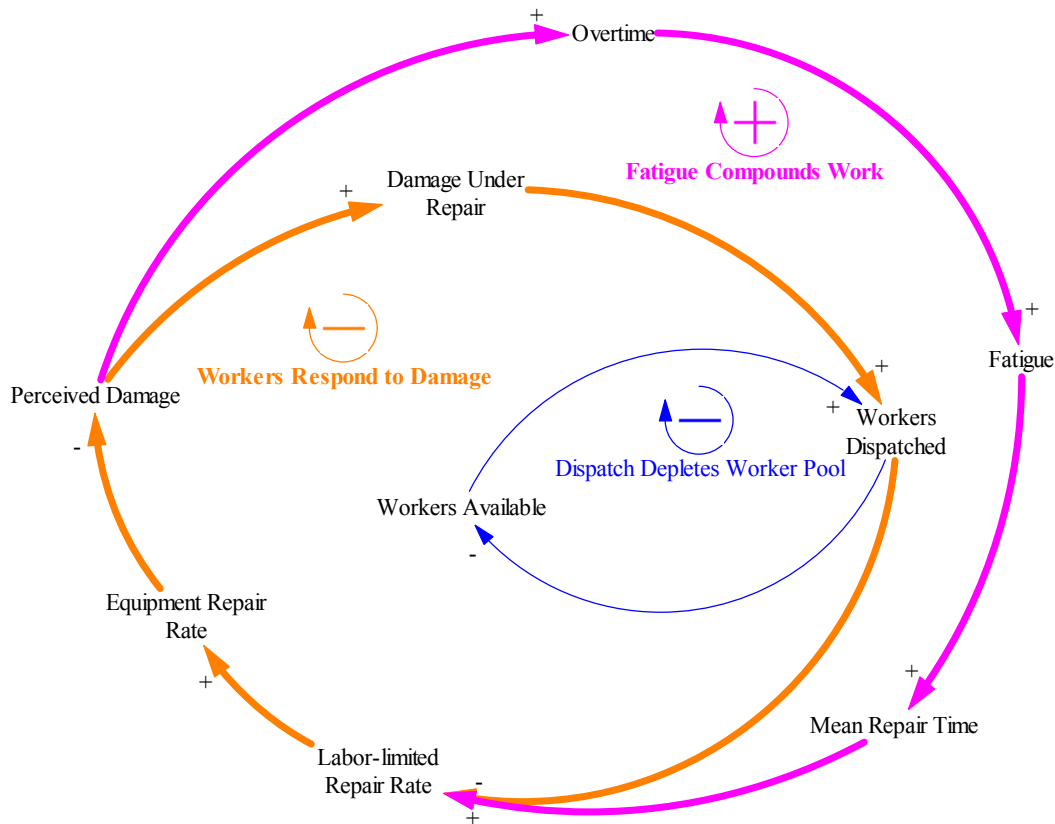 +
Overtime
Fatigue Compounds Work
+
Damage Under
Repair
+
Fatigue
Workers Respond to Damage
Perceived Damage
-
+
+
Workers
Dispatched
Dispatch Depletes Worker Pool
Workers Available
-
Equipment Repair
Rate
+
+
Mean Repair Time
Labor-limited
Repair Rate
-
+